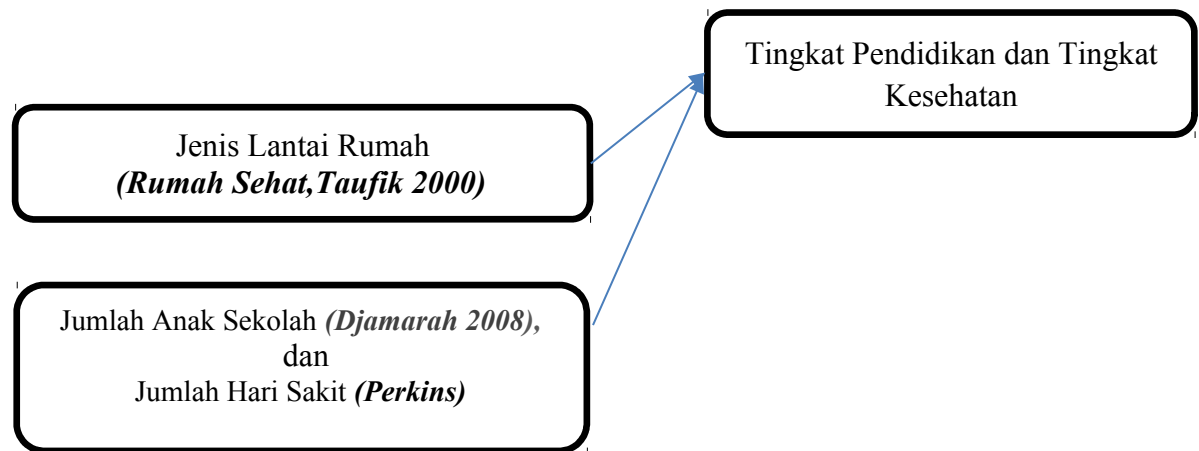 Tingkat Pendidikan dan Tingkat
Kesehatan
Jenis Lantai Rumah
(Rumah Sehat,Taufik 2000)
Jumlah Anak Sekolah (Djamarah 2008),
dan
Jumlah Hari Sakit (Perkins)